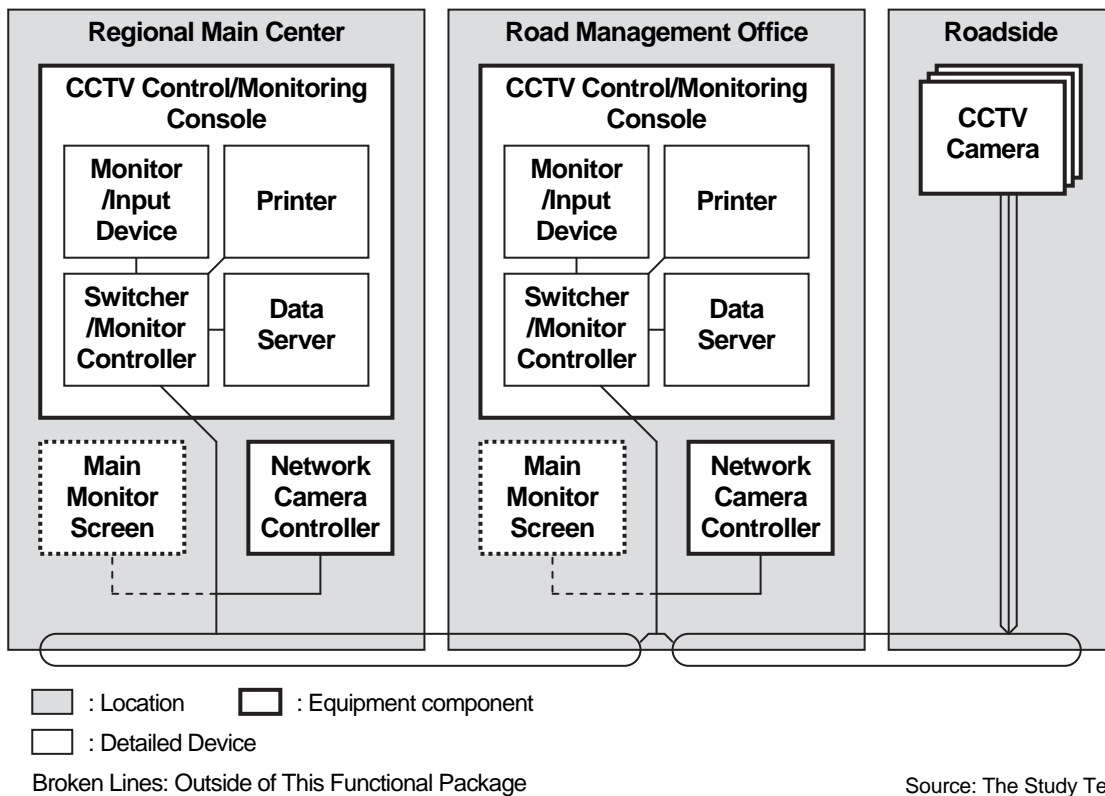 Regional Main Center
CCTV Control/Monitoring
Console
Monitor
/Input
Device
Printer
Switcher
/Monitor
Controller
Data
Server
Main
Monitor
Screen
Network
Camera
Controller
Road Management Office
CCTV Control/Monitoring
Console
Monitor
/Input
Device
Printer
Switcher
/Monitor
Controller
Data
Server
Main
Monitor
Screen
Network
Camera
Controller
Roadside
CCTV
Camera
: Location
: Equipment component
: Detailed Device
Broken Lines: Outside of This Functional Package
Source: The Study